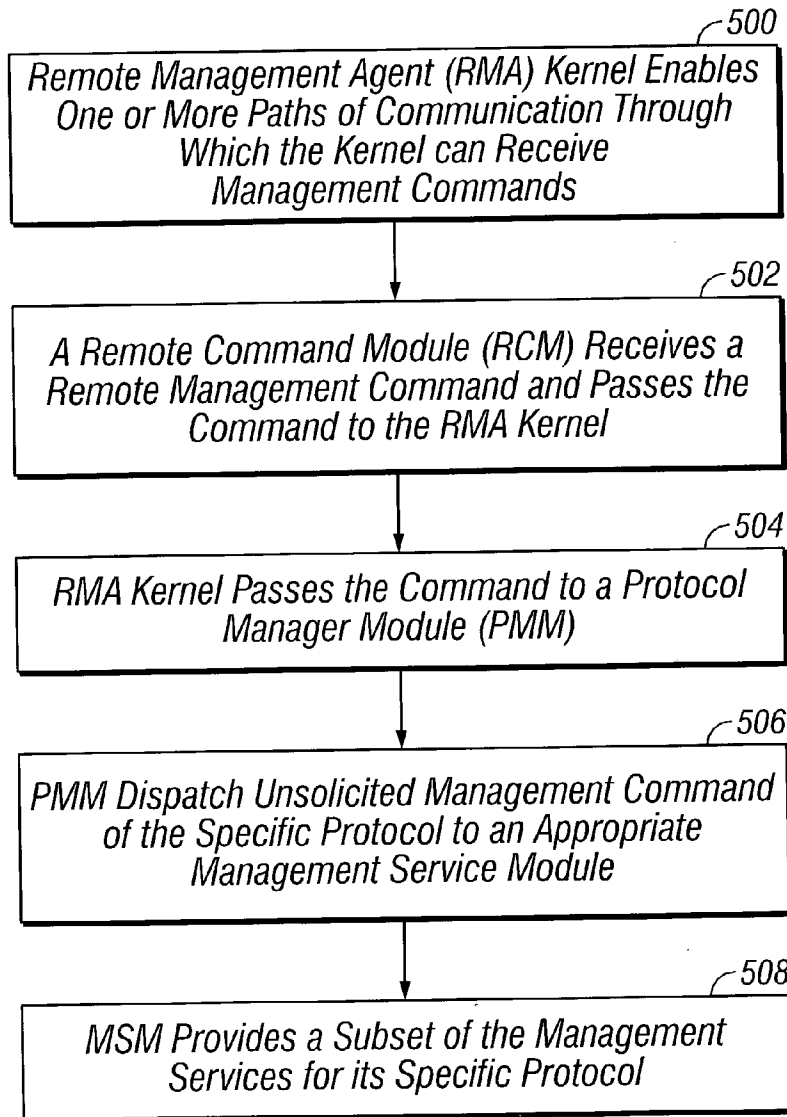 500
Remote Management Agent (RMA) Kernel Enables
One or More Paths of Communication Through
Which the Kernel can Receive
Management Commands
502
A Remote Command Module (RCM) Receives a
Remote Management Command and Passes the
Command to the RMA Kernel
504
RMA Kernel Passes the Command to a Protocol
Manager Module (PMM)
506
PMM Dispatch Unsolicited Management Command
of the Specific Protocol to an Appropriate
Management Service Module
508
MSM Provides a Subset of the Management
Services for its Specific Protocol